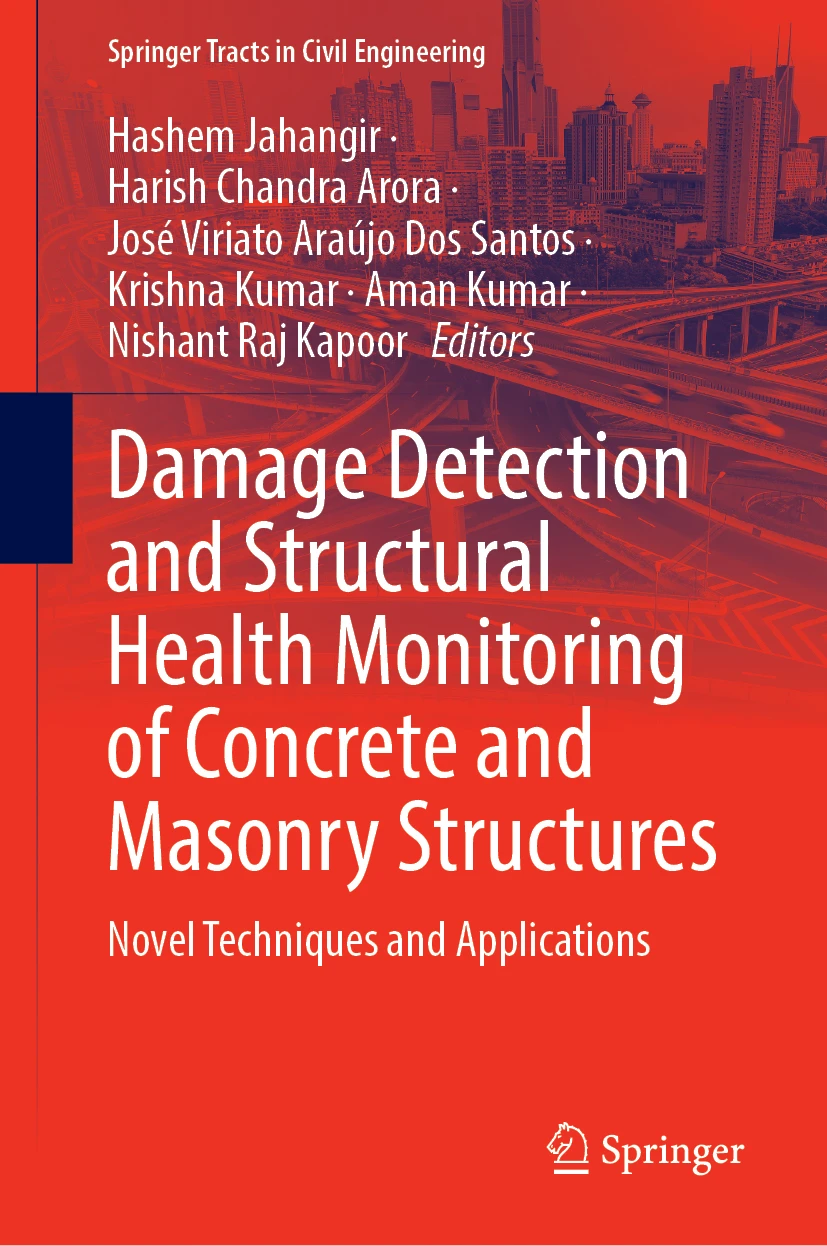 Springer Tracts in Civil Engineering
Hashem Jahangir ·
Harish Chandra Arora ·
José Viriato Araújo Dos Santos ·
Krishna Kumar · Aman Kumar ·
Nishant Raj Kapoor Editors
Damage Detection
and Structural
Health Monitoring
of Concrete and
Masonry Structures
Novel Techniques and Applications
Springer